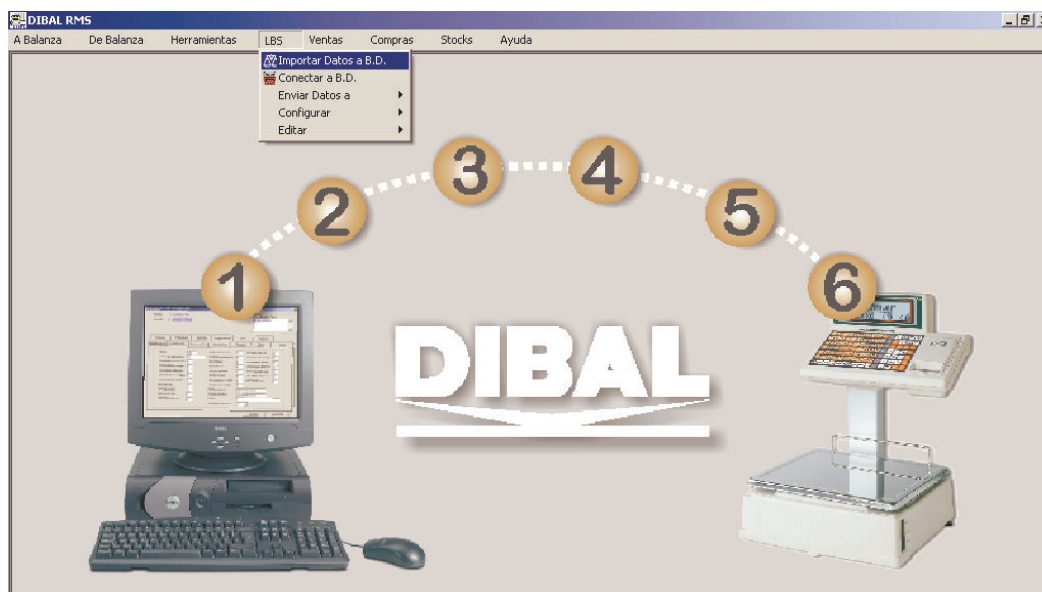 DIBAL RMS
A Balanza De Balanza Herramientas LBS Ventas Compras Stocks Ayuda
Importar Datos a B.D.
Conectar a B.D.
Enviar Datos a
Configurar
Editar
1
2
3
4
5
6
DIBAL